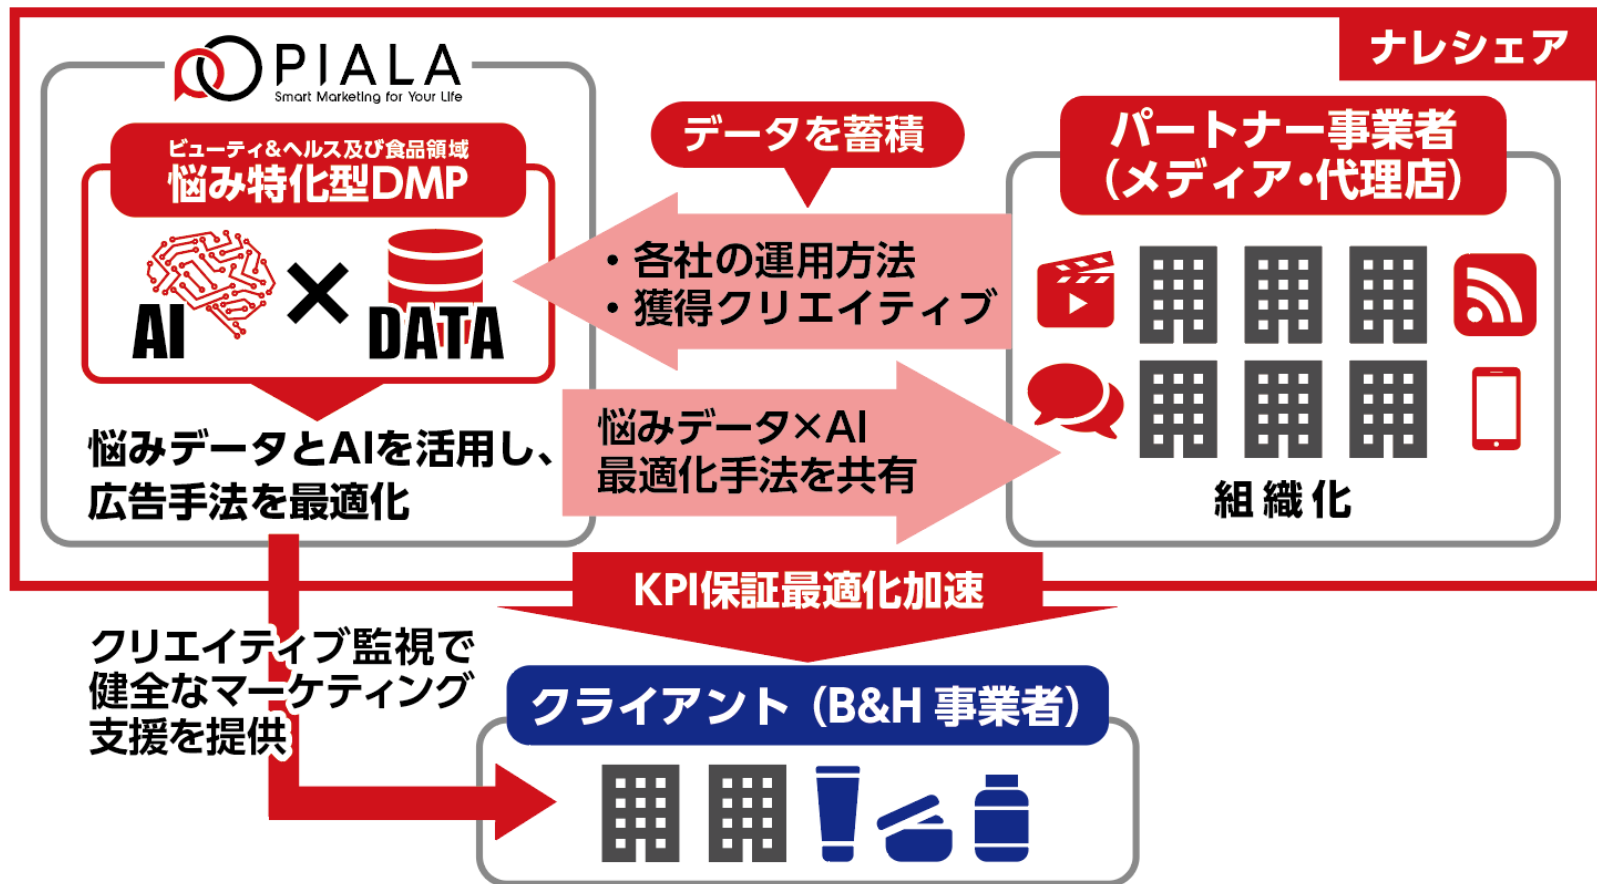 ナレシェア
PIALA
Smart Marketing for Your Life
ビューティ&ヘルス及び食品領域
悩み特化型DMP
AI
×
DATA
悩みデータとAIを活用し、
広告手法を最適化
データを蓄積
・各社の運用方法
・獲得クリエイティブ
悩みデータ×AI
最適化手法を共有
パートナー事業者
(メディア・代理店)
組織化
KPI保証最適化加速
クリエイティブ監視で
健全なマーケティング
支援を提供
クライアント(B&H 事業者)